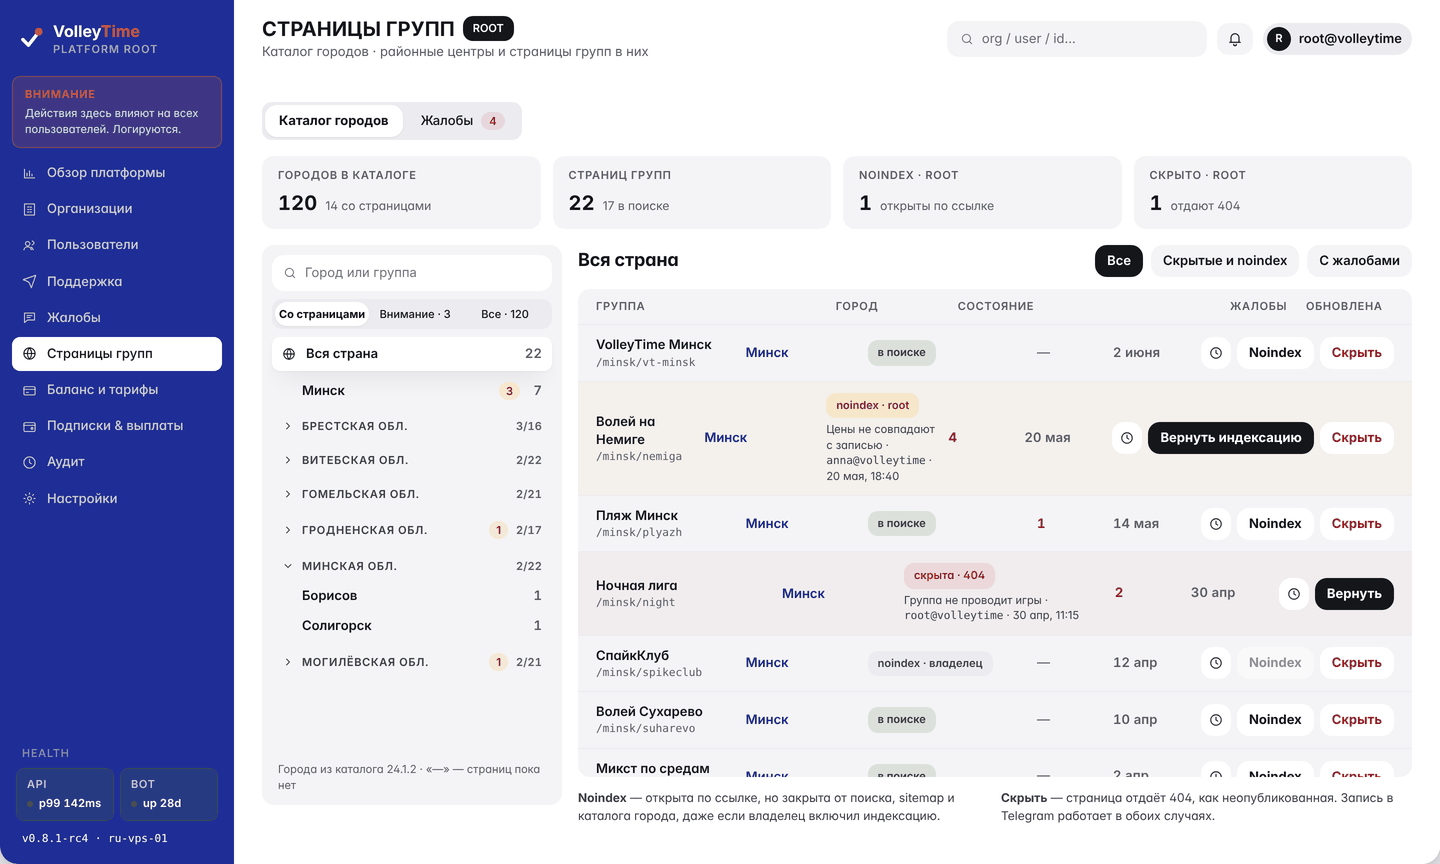 VolleyTime
PLATFORM ROOT
ВНИМАНИЕ
Действия здесь влияют на всех
пользователей. Логируются.
Обзор платформы
Организации
Пользователи
Поддержка
Жалобы
Страницы групп
Баланс и тарифы
Подписки & выплаты
Аудит
Настройки
HEALTH
API
p99 142ms
BOT
up 28d
v0.8.1-rc4 · ru-vps-01
СТРАНИЦЫ ГРУПП ROOT
Каталог городов · районные центры и страницы групп в них
org / user / id...
R root@volleytime
Каталог городов
Жалобы 4
ГОРОДОВ В КАТАЛОГЕ
120 14 со страницами
СТРАНИЦ ГРУПП
22 17 в поиске
NOINDEX · ROOT
1 открыты по ссылке
СКРЫТО · ROOT
1 отдают 404
Город или группа
Со страницами Внимание · 3 Все · 120
Вся страна 22
Минск 3 7
БРЕСТСКАЯ ОБЛ. 3/16
ВИТЕБСКАЯ ОБЛ. 2/22
ГОМЕЛЬСКАЯ ОБЛ. 2/21
ГРОДНЕНСКАЯ ОБЛ. 1 2/17
МИНСКАЯ ОБЛ. 2/22
Борисов 1
Солигорск 1
МОГИЛЁВСКАЯ ОБЛ. 1 2/21
Города из каталога 24.1.2 · «—» — страниц пока
нет
Вся страна
Все Скрытые и noindex С жалобами
ГРУППА ГОРОД СОСТОЯНИЕ ЖАЛОБЫ ОБНОВЛЕНА
VolleyTime Минск
/minsk/vt-minsk
Минск в поиске — 2 июня Noindex Скрыть
Волей на
Немиге
/minsk/nemiga
Минск
noindex · root
Цены не совпадают
с записью ·
anna@volleytime ·
20 мая, 18:40
4 20 мая Вернуть индексацию Скрыть
Пляж Минск
/minsk/plyazh
Минск в поиске 1 14 мая Noindex Скрыть
Ночная лига
/minsk/night
Минск
скрыта · 404
Группа не проводит игры ·
root@volleytime · 30 апр, 11:15
2 30 апр Вернуть
СпайкКлуб
/minsk/spikeclub
Минск noindex · владелец — 12 апр Noindex Скрыть
Волей Сухарево
/minsk/suharevo
Минск в поиске — 10 апр Noindex Скрыть
Микст по средам
Минск в поиске — 2 апр Noindex Скрыть
Noindex — открыта по ссылке, но закрыта от поиска, sitemap и
каталога города, даже если владелец включил индексацию.
Скрыть — страница отдаёт 404, как неопубликованная. Запись в
Telegram работает в обоих случаях.